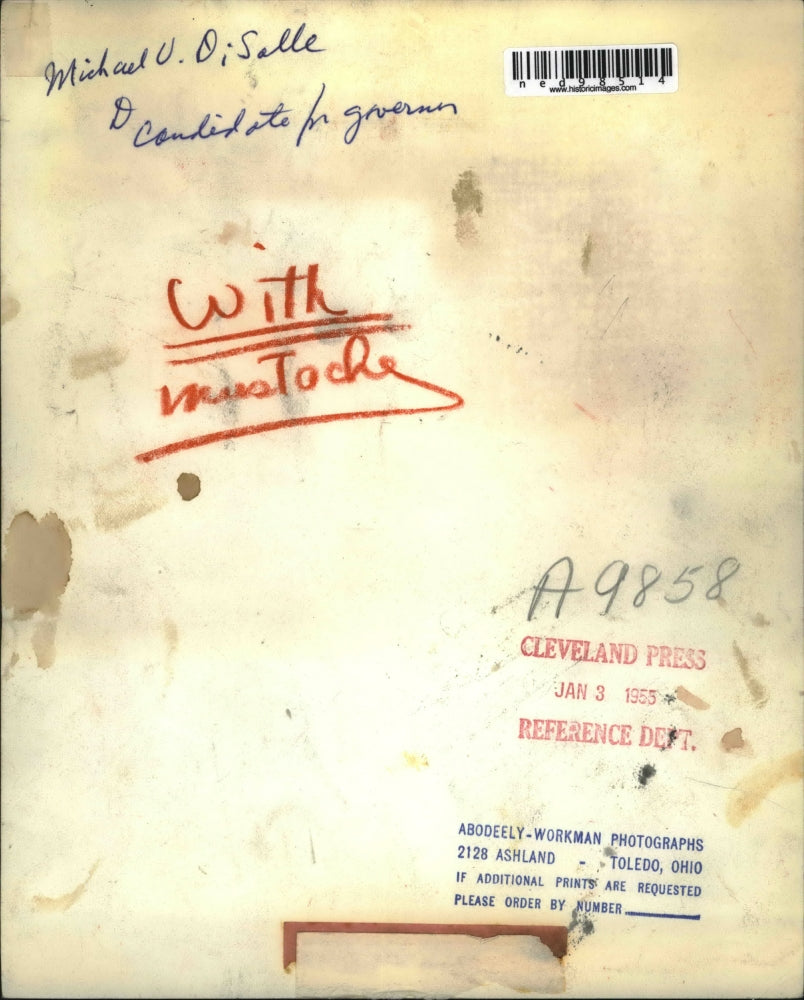 Michael V. DiSalle
D candidate for governor
ned98514
www.historicimages.com
With
mustache
A9858
CLEVELAND PRESS
JAN 3 1955
REFERENCE DEPT.
ABODEELY-WORKMAN PHOTOGRAPHS
2128 ASHLAND - TOLEDO, OHIO
IF ADDITIONAL PRINTS ARE REQUESTED
PLEASE ORDER BY NUMBER